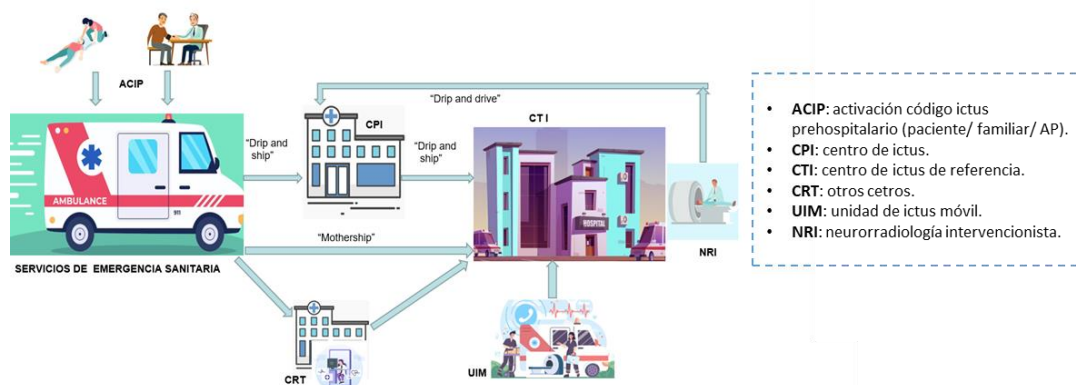 ACIP
"Drip and drive"
CPI
CTI
"Drip and
ship"
"Drip and
ship"
AMBULANCE
911
HOSPITAL
"Mothership"
NRI
SERVICIOS DE EMERGENCIA SANITARIA
CRT
UIM
• ACIP: activación código ictus
prehospitalario (paciente/ familiar/ AP).
• CPI: centro de ictus.
• CTI: centro de ictus de referencia.
• CRT: otros cetros.
• UIM: unidad de ictus móvil.
• NRI: neurorradiología intervencionista.